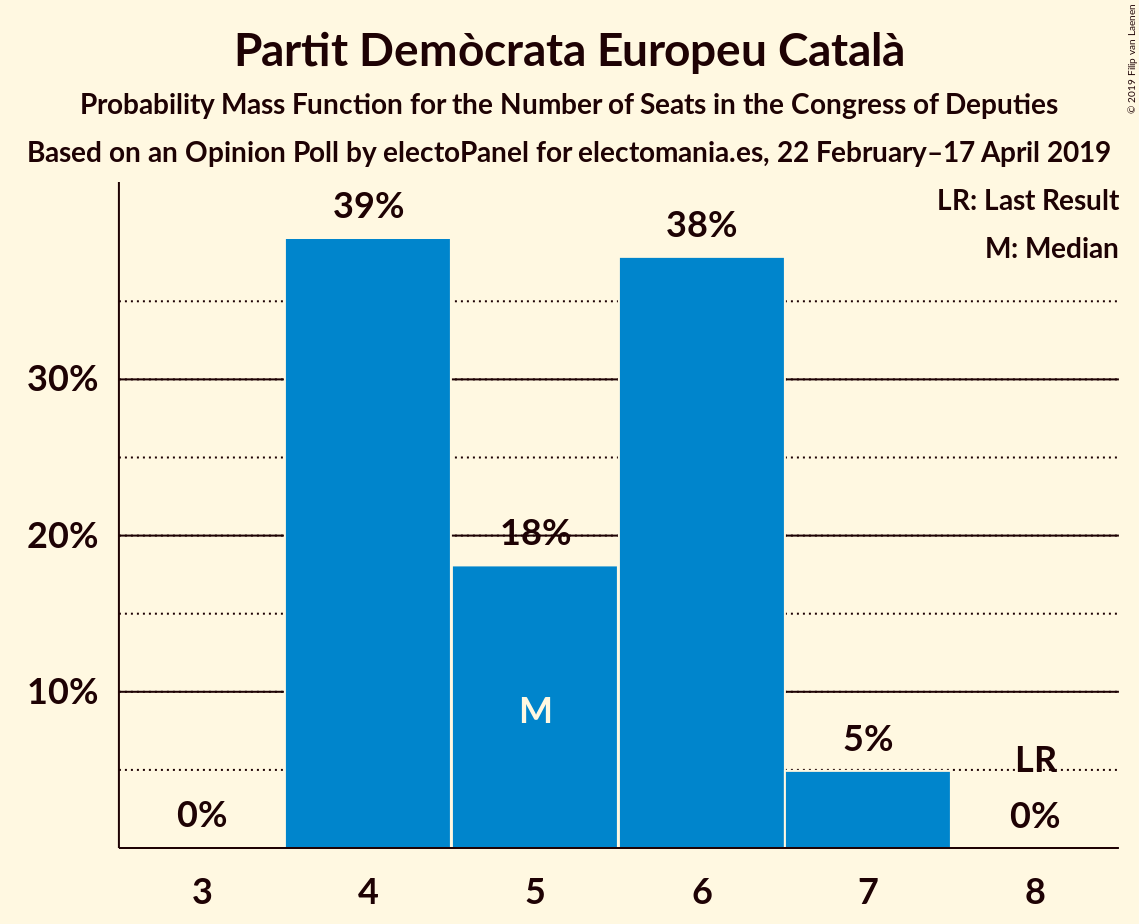 Partit Demòcrata Europeu Català
Probability Mass Function for the Number of Seats in the Congress of Deputies
Based on an Opinion Poll by electoPanel for electomania.es, 22 February–17 April 2019
© 2019 Filip van Laenen
LR: Last Result
M: Median
39%
38%
30%
20%
18%
10%
M
5%
LR
0%
0%
3 4 5 6 7 8